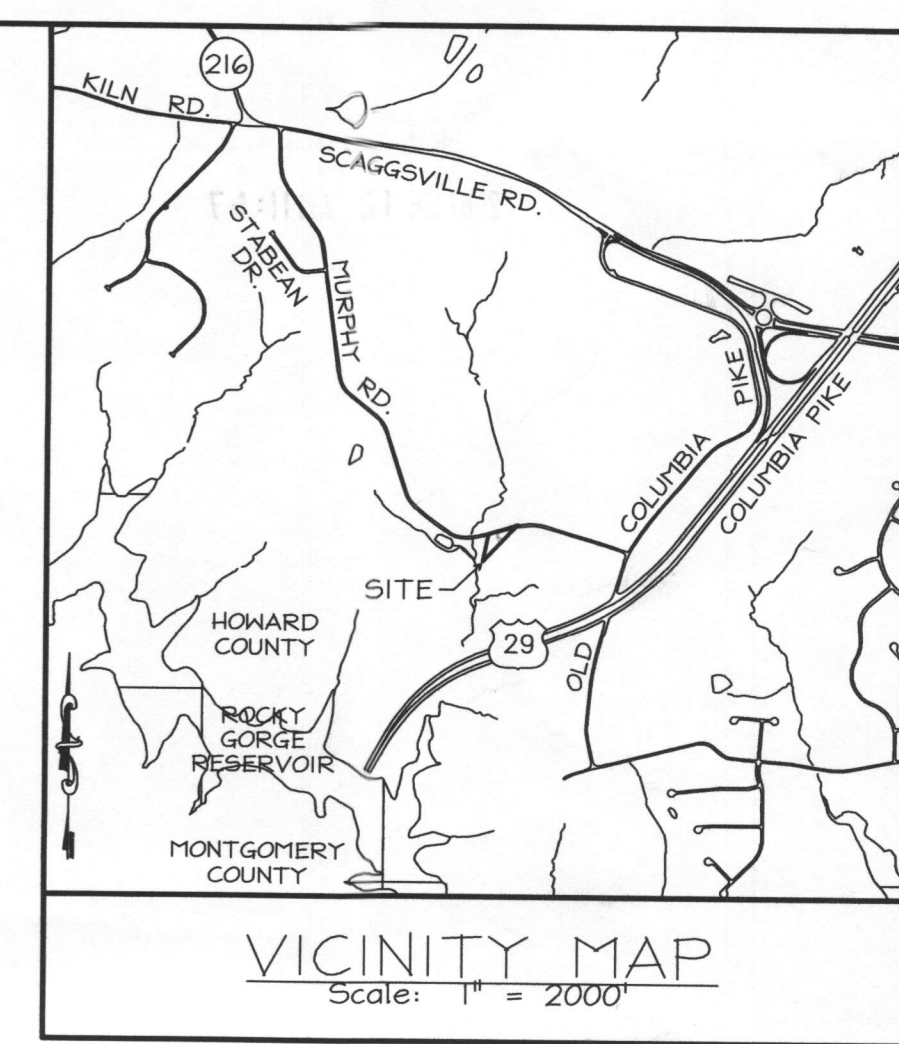 216
KILN RD.
SCAGGSVILLE RD.
STABEAN
DR.
MURPHY RD.
PIKE
COLUMBIA PIKE
COLUMBIA
SITE
HOWARD
COUNTY
29
OLD
ROCKY
GORGE
RESERVOIR
MONTGOMERY
COUNTY
VICINITY MAP
Scale: 1" = 2000'